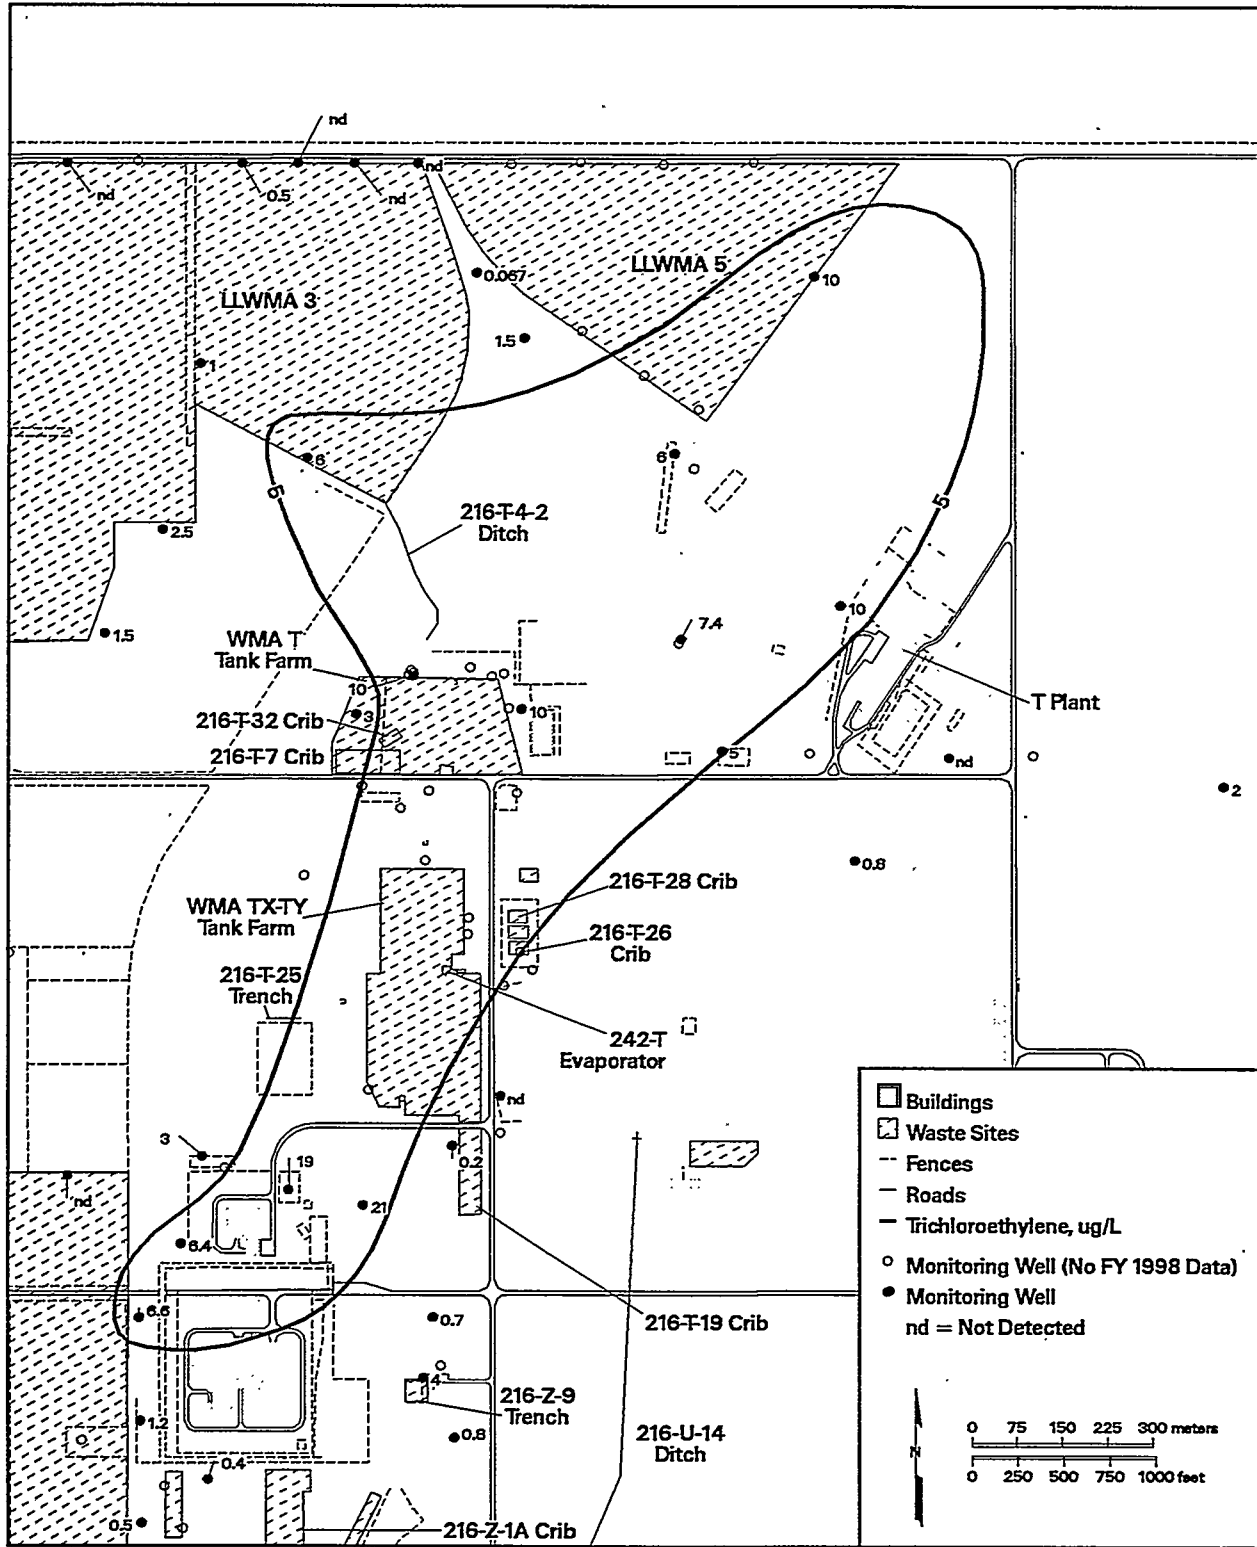 nd
nd
0.5
nd
nd
LLWMA 5
0.067
10
LLWMA 3
1.5
1
6
6
5
216-T-4-2
Ditch
5
2.5
10
1.5
WMA T
Tank Farm
7.4
10
T Plant
216-T-32 Crib
3
10
216-T-7 Crib
5
nd
2
0.8
216-T-28 Crib
WMA TX-TY
Tank Farm
216-T-26
Crib
216-T-25
Trench
242-T
Evaporator
nd
3
19
0.2
nd
21
6.4
6.6
0.7
216-T-19 Crib
4
216-Z-9
Trench
1.2
0.8
216-U-14
Ditch
0.4
0.5
216-Z-1A Crib
Buildings
Waste Sites
Fences
Roads
Trichloroethylene, ug/L
Monitoring Well (No FY 1998 Data)
Monitoring Well
nd = Not Detected
N
0 75 150 225 300 meters
0 250 500 750 1000 feet